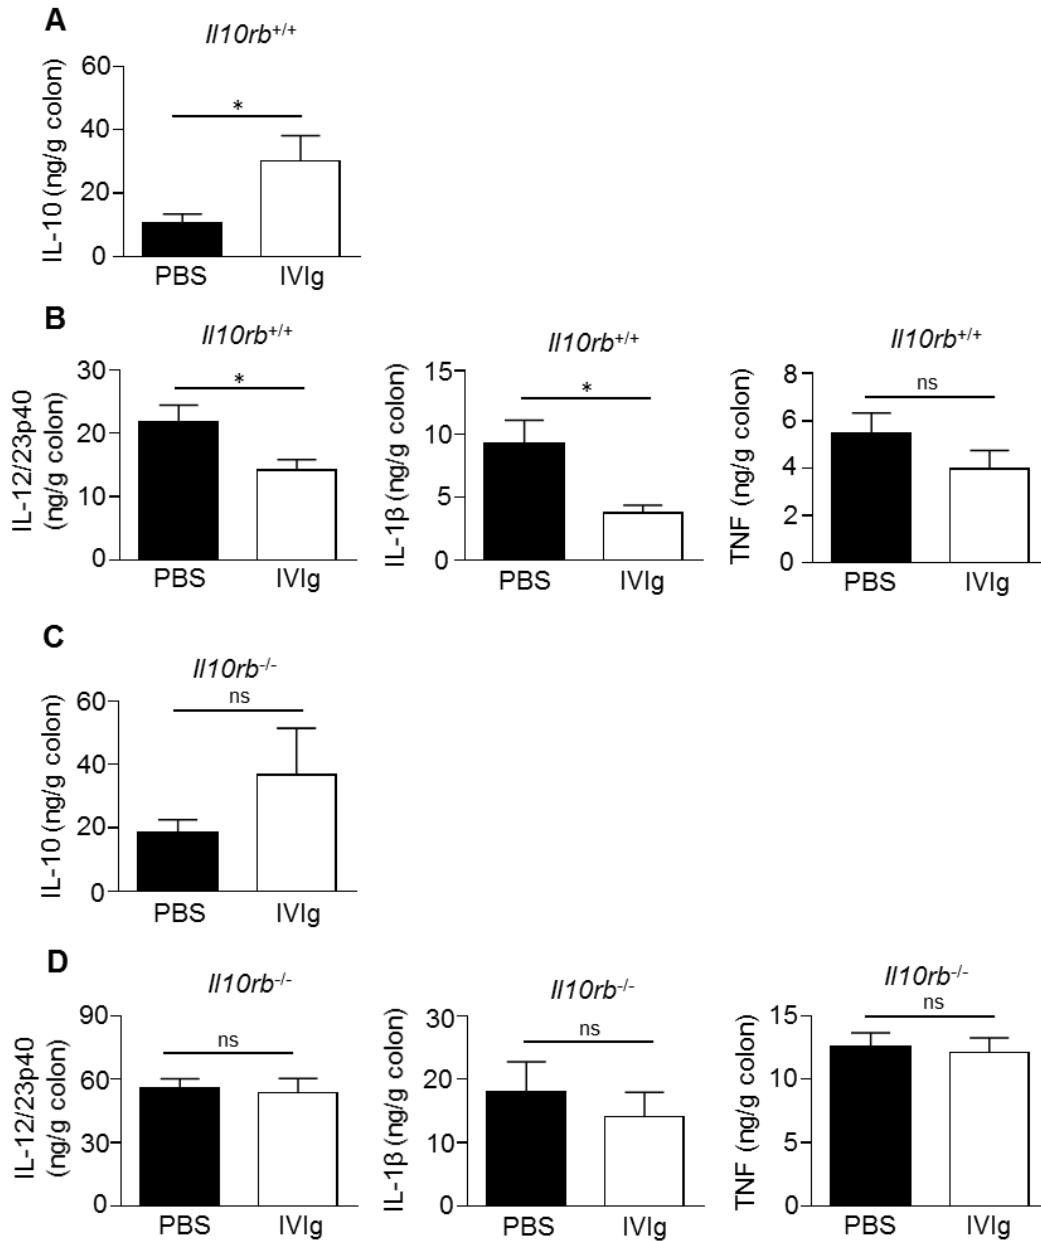 A
Il10rb+/+
IL-10 (ng/g colon)
60
40
20
0
*
PBS
IVIg
B
Il10rb+/+
IL-12/23p40
(ng/g colon)
30
20
10
0
*
PBS
IVIg
Il10rb+/+
IL-1β (ng/g colon)
15
10
5
0
*
PBS
IVIg
Il10rb+/+
TNF (ng/g colon)
8
6
4
2
0
ns
PBS
IVIg
C
Il10rb-/-
IL-10 (ng/g colon)
60
40
20
0
ns
PBS
IVIg
D
Il10rb-/-
IL-12/23p40
(ng/g colon)
90
60
30
0
ns
PBS
IVIg
Il10rb-/-
IL-1β (ng/g colon)
30
20
10
0
ns
PBS
IVIg
Il10rb-/-
TNF (ng/g colon)
15
10
5
0
ns
PBS
IVIg